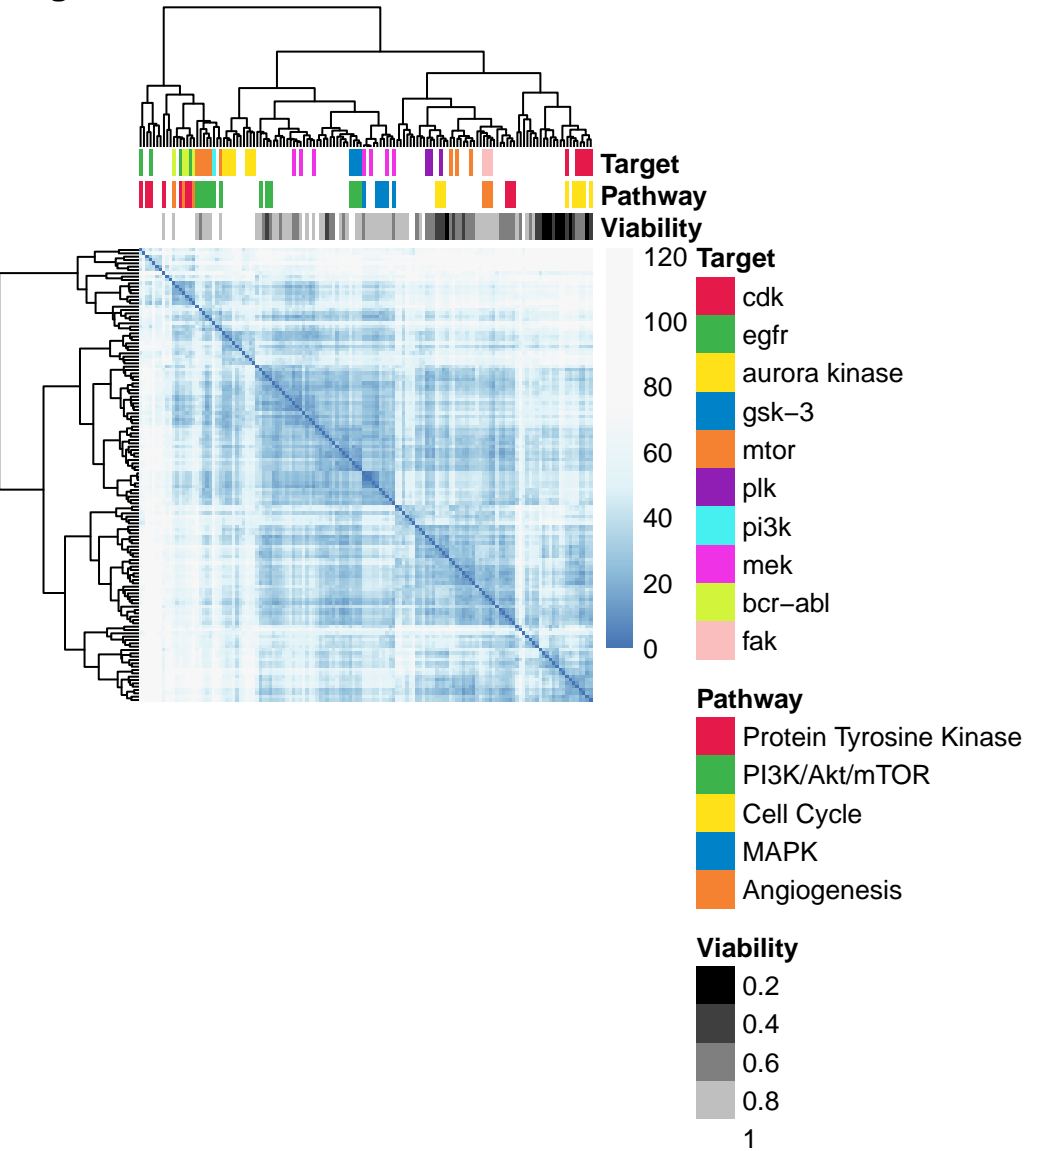 Target
Pathway
Viability
120
100
80
60
40
20
0
Target
cdk
egfr
aurora kinase
gsk−3
mtor
plk
pi3k
mek
bcr−abl
fak
Pathway
Protein Tyrosine Kinase
PI3K/Akt/mTOR
Cell Cycle
MAPK
Angiogenesis
Viability
0.2
0.4
0.6
0.8
1